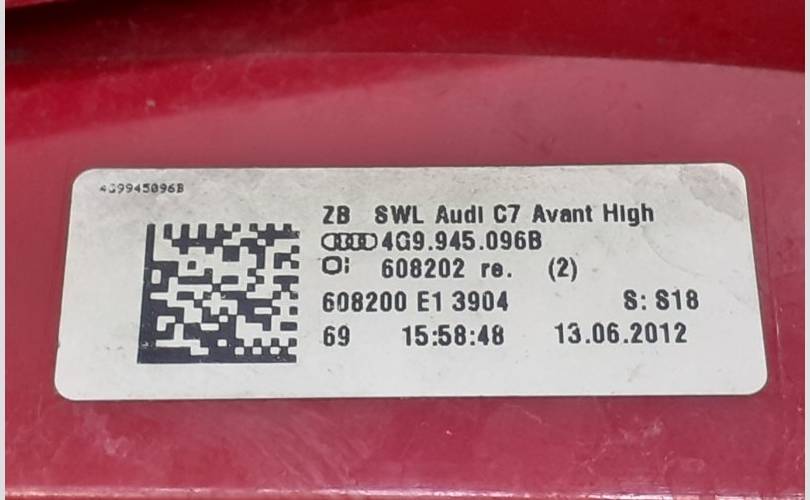 4G9945096B
ZB SWL Audi C7 Avant High
4G9.945.096B
608202 re. (2)
608200 E1 3904 S: S18
69 15:58:48 13.06.2012